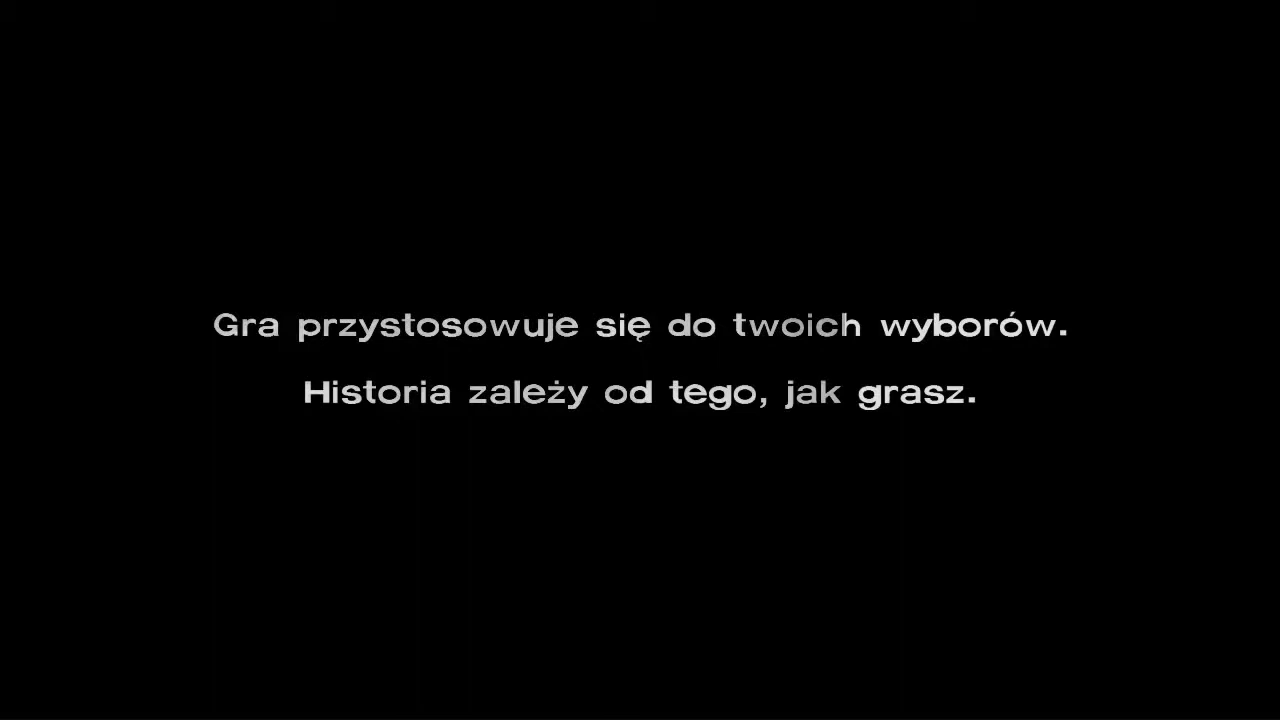 Gra przystosowuje się do twoich wyborów.
Historia zależy od tego, jak grasz.